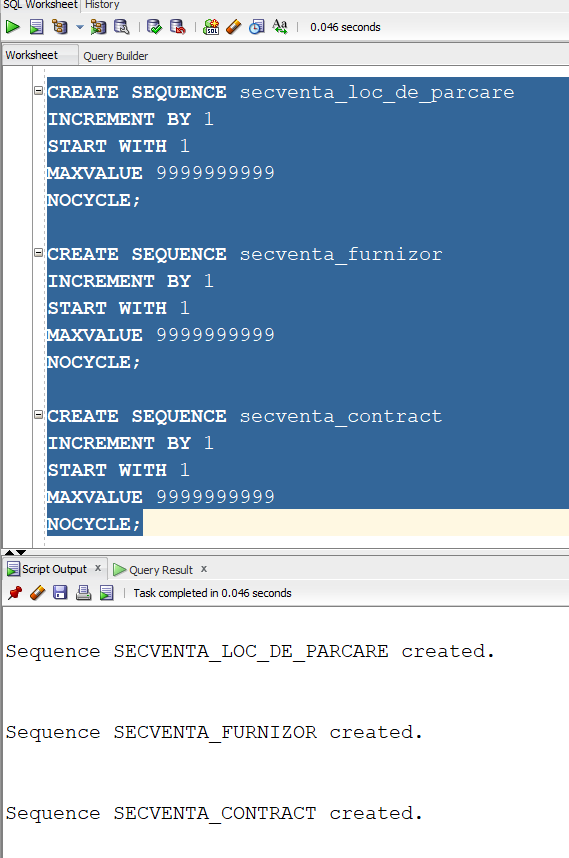 SQL Worksheet History
0.046 seconds
Worksheet Query Builder
CREATE SEQUENCE secventa_loc_de_parcare
INCREMENT BY 1
START WITH 1
MAXVALUE 9999999999
NOCYCLE;
CREATE SEQUENCE secventa_furnizor
INCREMENT BY 1
START WITH 1
MAXVALUE 9999999999
NOCYCLE;
CREATE SEQUENCE secventa_contract
INCREMENT BY 1
START WITH 1
MAXVALUE 9999999999
NOCYCLE;
Script Output x Query Result x
Task completed in 0.046 seconds
Sequence SECVENTA_LOC_DE_PARCARE created.
Sequence SECVENTA_FURNIZOR created.
Sequence SECVENTA_CONTRACT created.